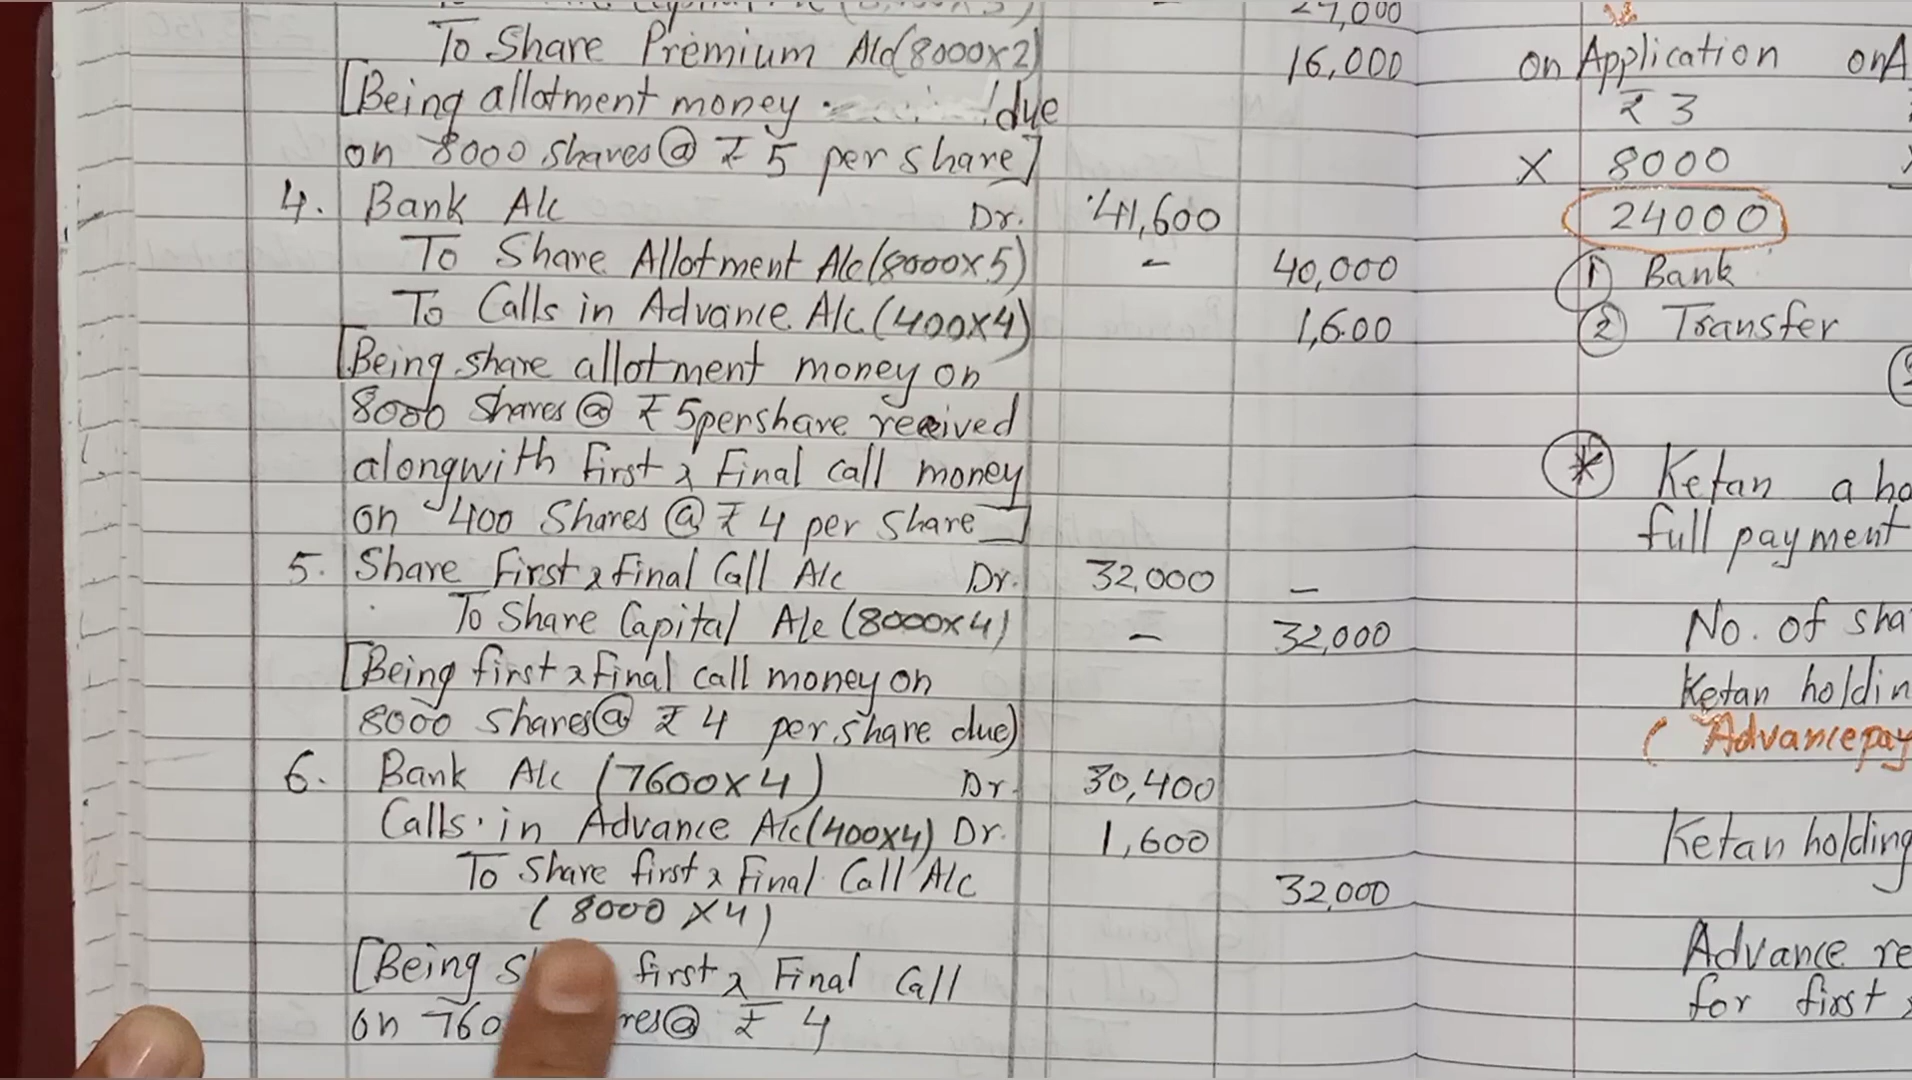 27,000
To Share Premium A/c(8000x2) 16,000
[Being allotment money due
on 8000 Shares @ ₹ 5 per share]
4. Bank A/c Dr. 41,600
To Share Allotment A/c(8000x5) - 40,000
To Calls in Advance A/c (400x4) 1,600
[Being share allotment money on
8000 Shares @ ₹ 5 per share received
alongwith First & Final call money
on 400 Shares @ ₹ 4 per Share]
5. Share First & Final Call A/c Dr. 32,000 -
To Share Capital A/c (8000x4) - 32,000
[Being first & Final call money on
8000 Shares @ ₹ 4 per share due)
6. Bank A/c (7600x4) Dr 30,400
Calls in Advance A/c(400x4) Dr. 1,600
To Share first & Final Call A/c 32,000
(8000 x 4)
[Being first & Final Call
on @ ₹ 4
on Application
₹ 3
X 8000
24000
① Bank
② Transfer
* Ketan a
full payment
No. of
Ketan
(
Ketan holding
Advance
for first